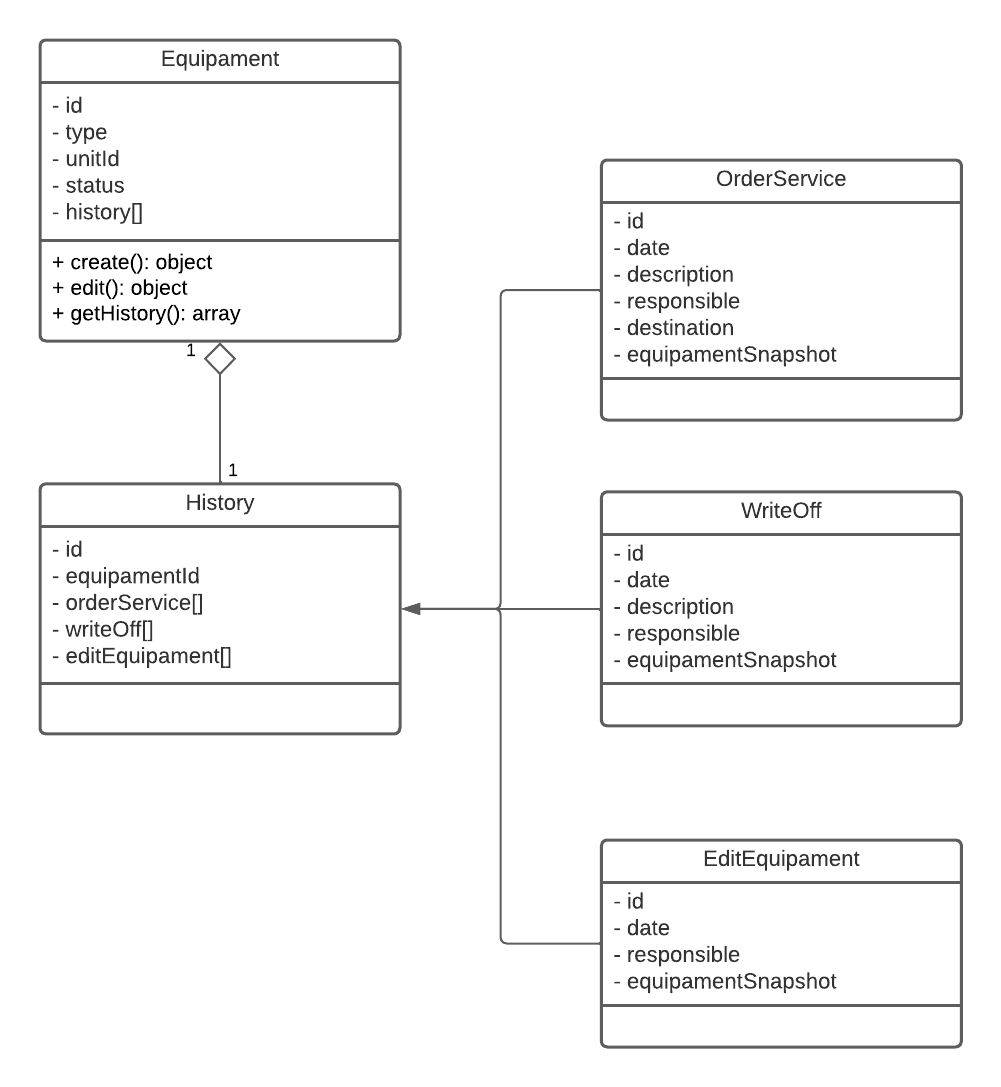 Equipament
- id
- type
- unitId
- status
- history[]
+ create(): object
+ edit(): object
+ getHistory(): array
1
1
History
- id
- equipamentId
- orderService[]
- writeOff[]
- editEquipament[]
OrderService
- id
- date
- description
- responsible
- destination
- equipamentSnapshot
WriteOff
- id
- date
- description
- responsible
- equipamentSnapshot
EditEquipament
- id
- date
- responsible
- equipamentSnapshot